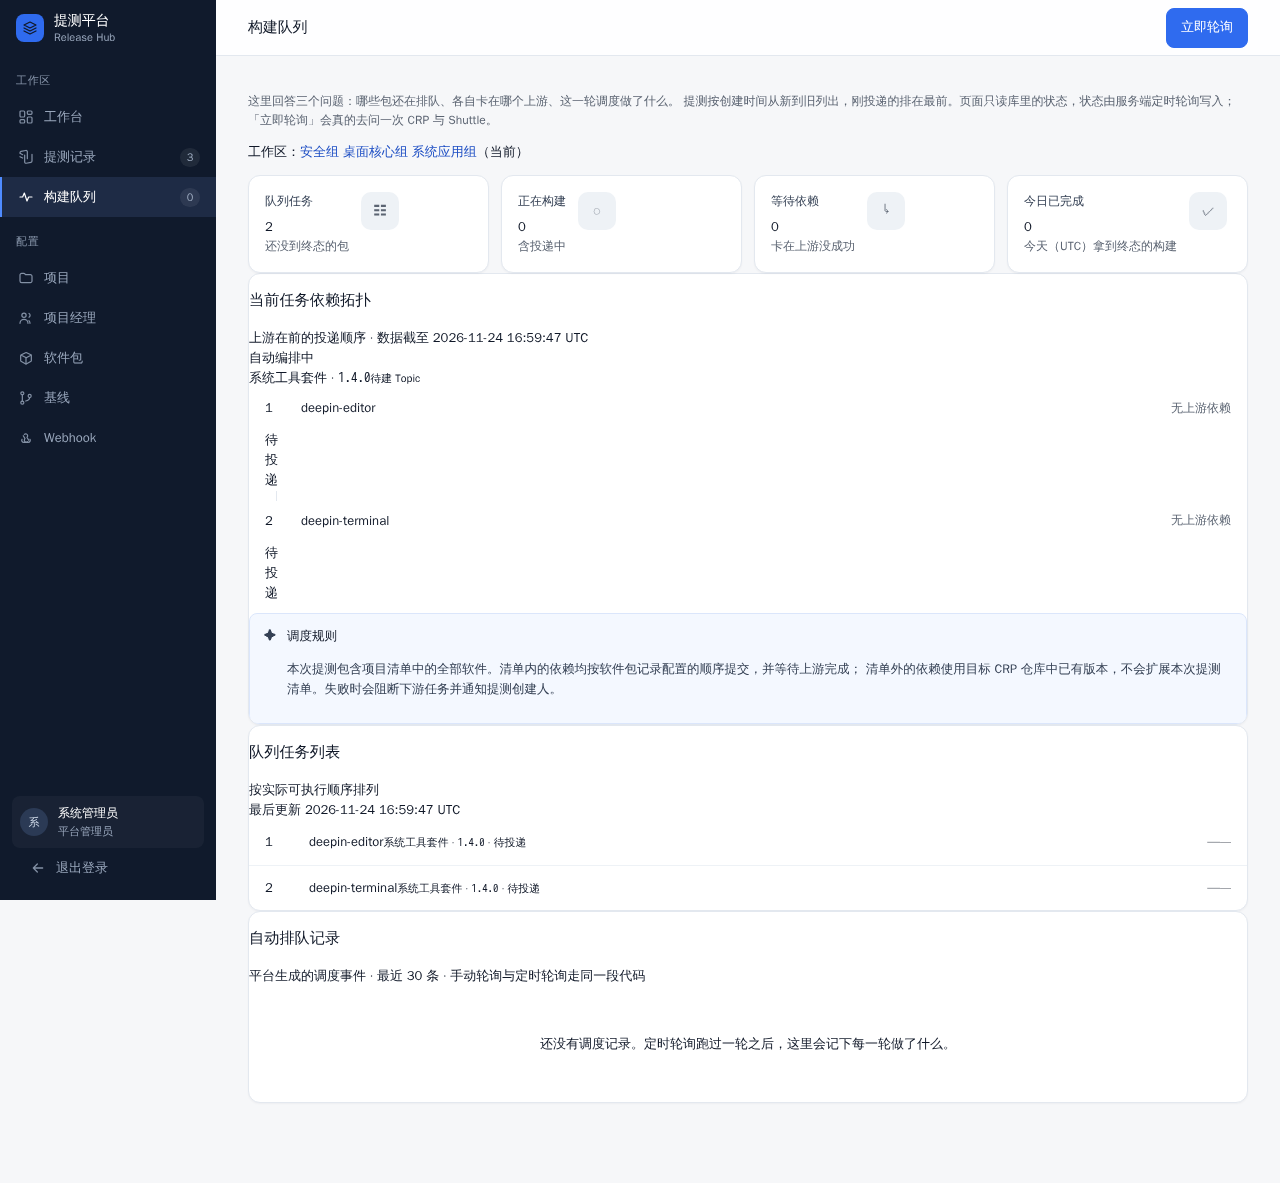 提测平台
Release Hub
工作区
工作台
提测记录
3
构建队列
0
配置
项目
项目经理
软件包
基线
Webhook
系
系统管理员
平台管理员
退出登录
构建队列
立即轮询
这里回答三个问题：哪些包还在排队、各自卡在哪个上游、这一轮调度做了什么。 提测按创建时间从新到旧列出，刚投递的排在最前。页面只读库里的状态，状态由服务端定时轮询写入；
「立即轮询」会真的去问一次 CRP 与 Shuttle。
工作区：安全组 桌面核心组 系统应用组（当前）
队列任务
2
还没到终态的包
正在构建
0
含投递中
等待依赖
0
卡在上游没成功
今日已完成
0
今天（UTC）拿到终态的构建
当前任务依赖拓扑
上游在前的投递顺序 · 数据截至 2026-11-24 16:59:47 UTC
自动编排中
系统工具套件 · 1.4.0待建 Topic
1 deepin-editor 无上游依赖
待
投
递
2 deepin-terminal 无上游依赖
待
投
递
调度规则
本次提测包含项目清单中的全部软件。清单内的依赖均按软件包记录配置的顺序提交，并等待上游完成； 清单外的依赖使用目标 CRP 仓库中已有版本，不会扩展本次提测
清单。失败时会阻断下游任务并通知提测创建人。
队列任务列表
按实际可执行顺序排列
最后更新 2026-11-24 16:59:47 UTC
1 deepin-editor系统工具套件 · 1.4.0 · 待投递 ——
2 deepin-terminal系统工具套件 · 1.4.0 · 待投递 ——
自动排队记录
平台生成的调度事件 · 最近 30 条 · 手动轮询与定时轮询走同一段代码
还没有调度记录。定时轮询跑过一轮之后，这里会记下每一轮做了什么。